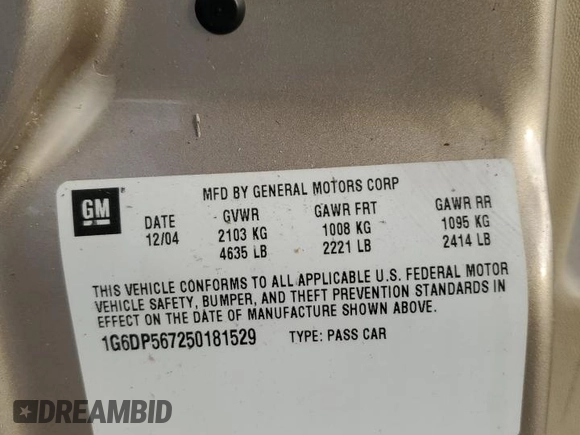 MFD BY GENERAL MOTORS CORP
GM
DATE GVWR GAWR FRT GAWR RR
12/04 2103 KG 1008 KG 1095 KG
4635 LB 2221 LB 2414 LB
THIS VEHICLE CONFORMS TO ALL APPLICABLE U.S. FEDERAL MOTOR
VEHICLE SAFETY, BUMPER, AND THEFT PREVENTION STANDARDS IN
EFFECT ON THE DATE OF MANUFACTURE SHOWN ABOVE.
1G6DP567250181529 TYPE: PASS CAR
DREAMBID